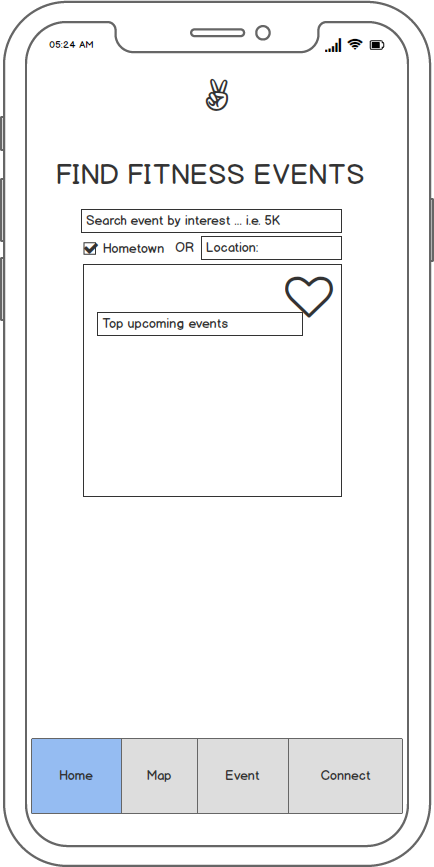 05:24 AM
FIND FITNESS EVENTS
Search event by interest ... i.e. 5K
Hometown OR Location:
Top upcoming events
Home Map Event Connect